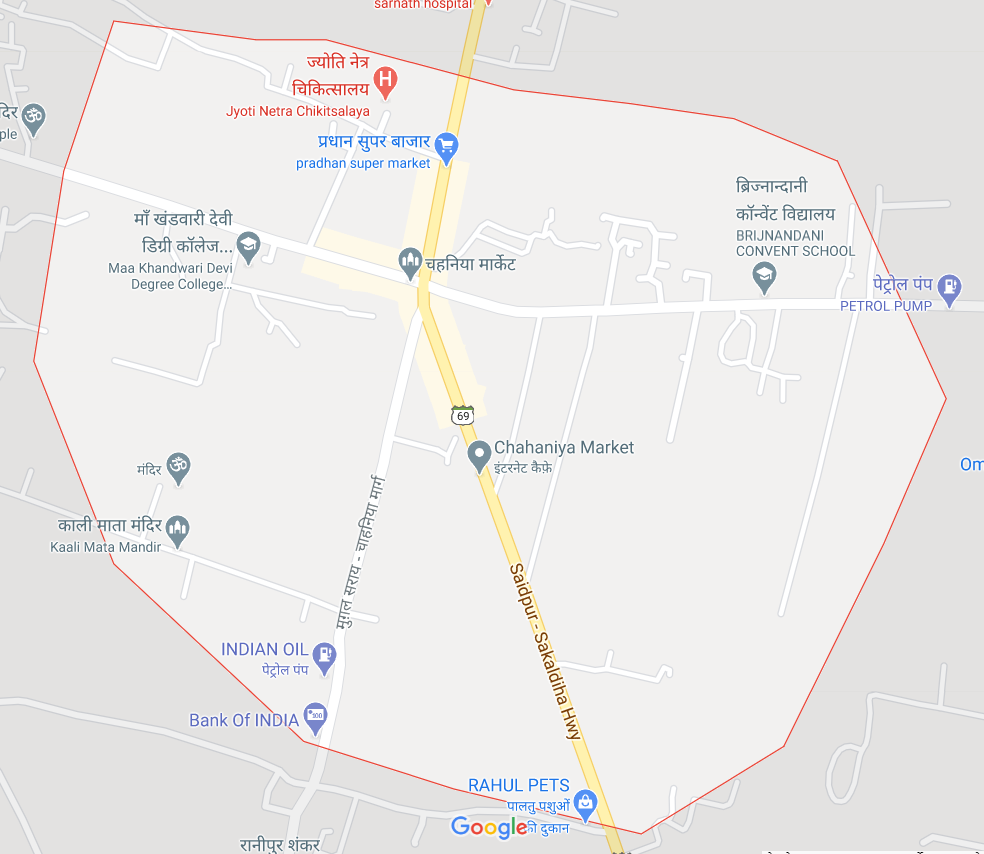 sarnath hospital
ज्योति नेत्र
चिकित्सालय
Jyoti Netra Chikitsalaya
H
दिर
ple
प्रधान सुपर बाजार
pradhan super market
ब्रिज्नान्दानी
कॉन्वेंट विद्यालय
BRIJNANDANI
CONVENT SCHOOL
माँ खंडवारी देवी
डिग्री कॉलेज...
Maa Khandwari Devi
Degree College...
चहनिया मार्केट
पेट्रोल पंप
PETROL PUMP
69
Chahaniya Market
इंटरनेट कैफ़े
Om
मंदिर
काली माता मंदिर
Kaali Mata Mandir
मुग़ल सराय - चाहनिया मार्ग
Saidpur - Sakaldiha Hwy
INDIAN OIL
पेट्रोल पंप
Bank Of INDIA
RAHUL PETS
पालतू पशुओं
की दुकान
Google
रानीपुर शंकर